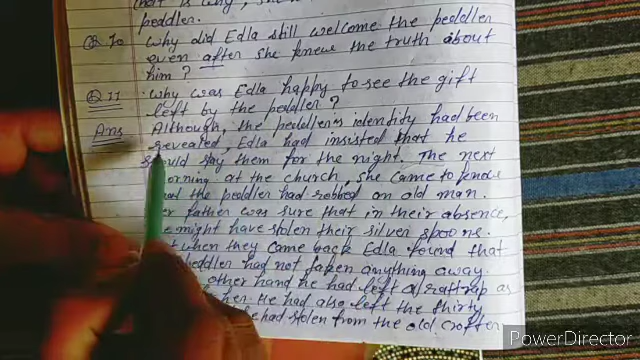 that is why, she
peddler.
Q 10 Why did Edla still welcome the peddler
even after she knew the truth about
him ?
Q 11 Why was Edla happy to see the gift
left by the peddler ?
Ans Although, the peddler's identity had been
revealed, Edla had insisted that he
should stay them for the night. The next
orning at the church, she came to know
the peddler had robbed an old man.
father was sure that in their absence,
e might have stolen their silver spoons.
t when they came back Edla found that
peddler had not taken anything away.
other hand he had left a rattrap as
her. He had also left the thirty
he had stolen from the old crofter
PowerDirector